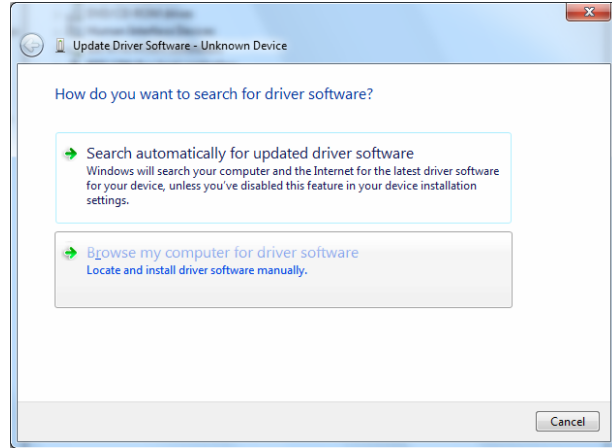 Update Driver Software - Unknown Device
How do you want to search for driver software?
Search automatically for updated driver software
Windows will search your computer and the Internet for the latest driver software
for your device, unless you've disabled this feature in your device installation
settings.
Browse my computer for driver software
Locate and install driver software manually.
Cancel